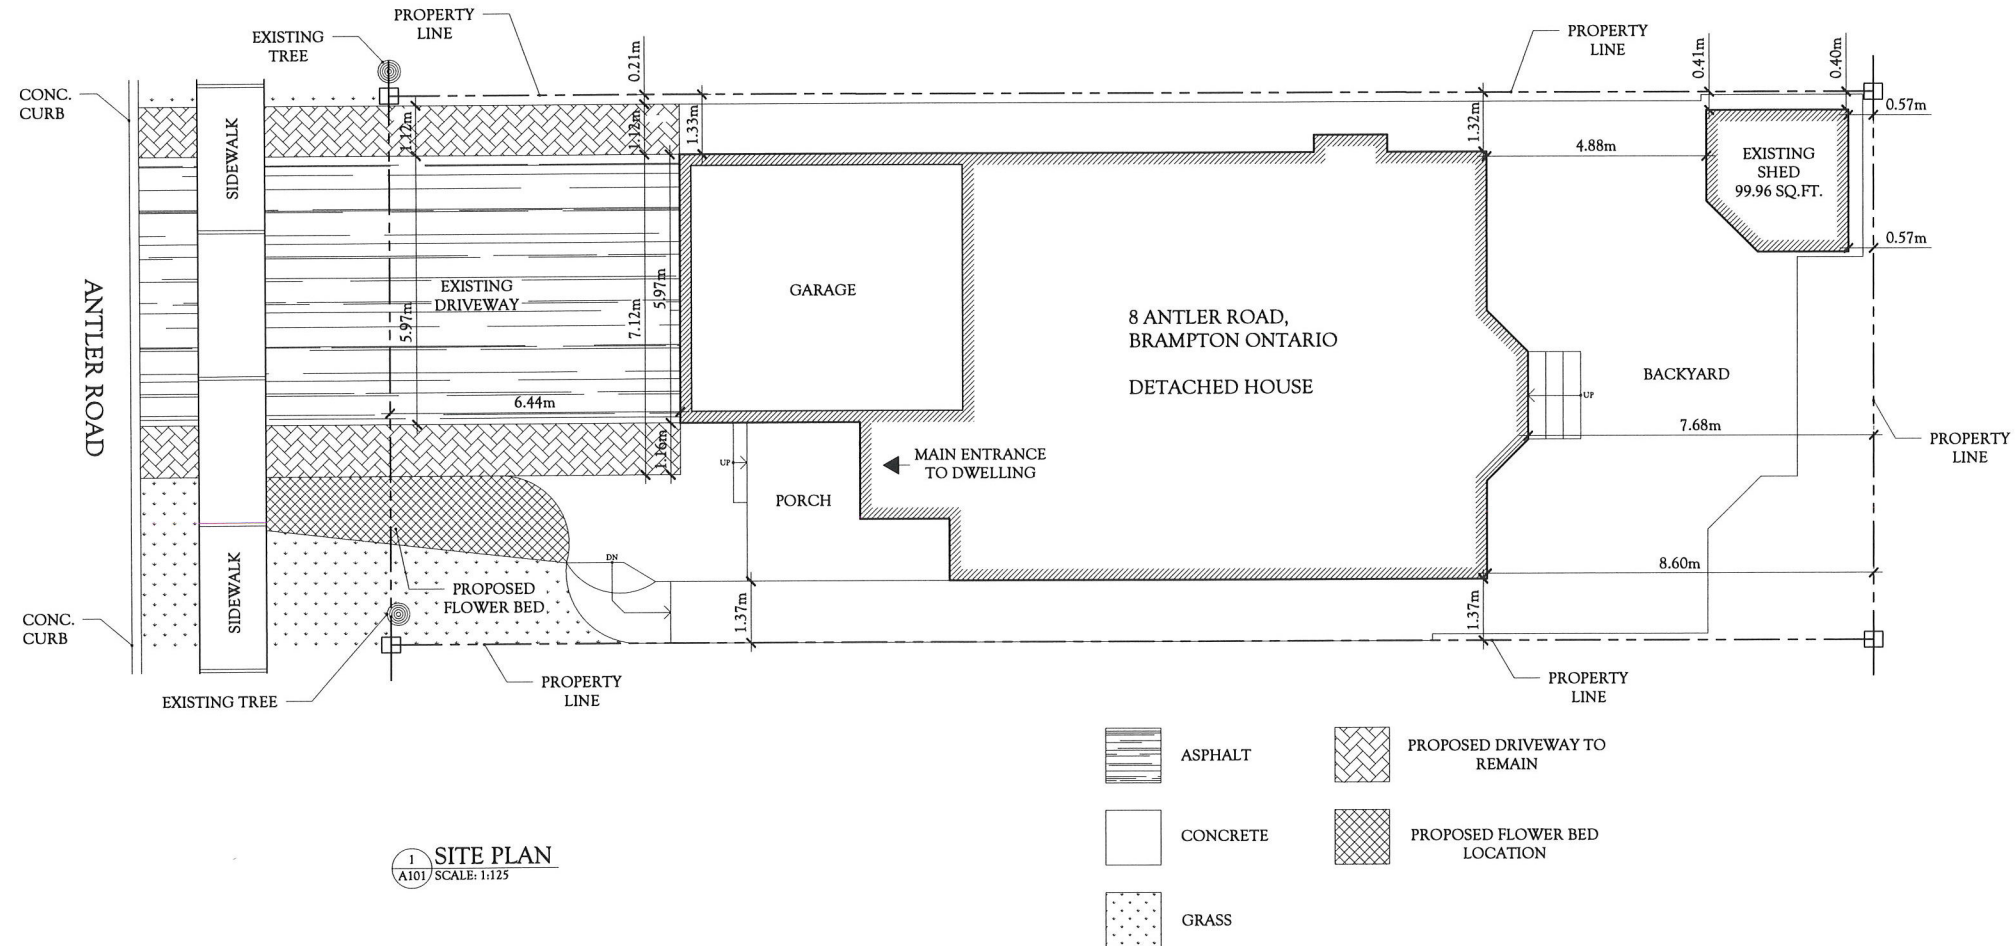 PROPERTY
LINE
EXISTING
TREE
PROPERTY
LINE
CONC.
CURB
0.21m
0.41m
0.40m
0.57m
1.12m
1.12m
1.33m
1.32m
4.88m
EXISTING
SHED
99.96 SQ.FT.
0.57m
SIDEWALK
ANTLER ROAD
EXISTING
DRIVEWAY
5.97m
7.12m
5.97m
GARAGE
8 ANTLER ROAD,
BRAMPTON ONTARIO
DETACHED HOUSE
BACKYARD
UP
6.44m
7.68m
PROPERTY
LINE
1.16m
UP
MAIN ENTRANCE
TO DWELLING
PORCH
DN
8.60m
SIDEWALK
PROPOSED
FLOWER BED
1.37m
1.37m
CONC.
CURB
EXISTING TREE
PROPERTY
LINE
PROPERTY
LINE
ASPHALT
PROPOSED DRIVEWAY TO
REMAIN
CONCRETE
PROPOSED FLOWER BED
LOCATION
GRASS
1
A101
SITE PLAN
SCALE: 1:125